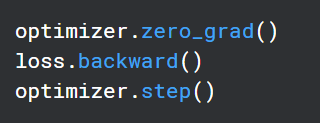 optimizer.zero_grad()
loss.backward()
optimizer.step()